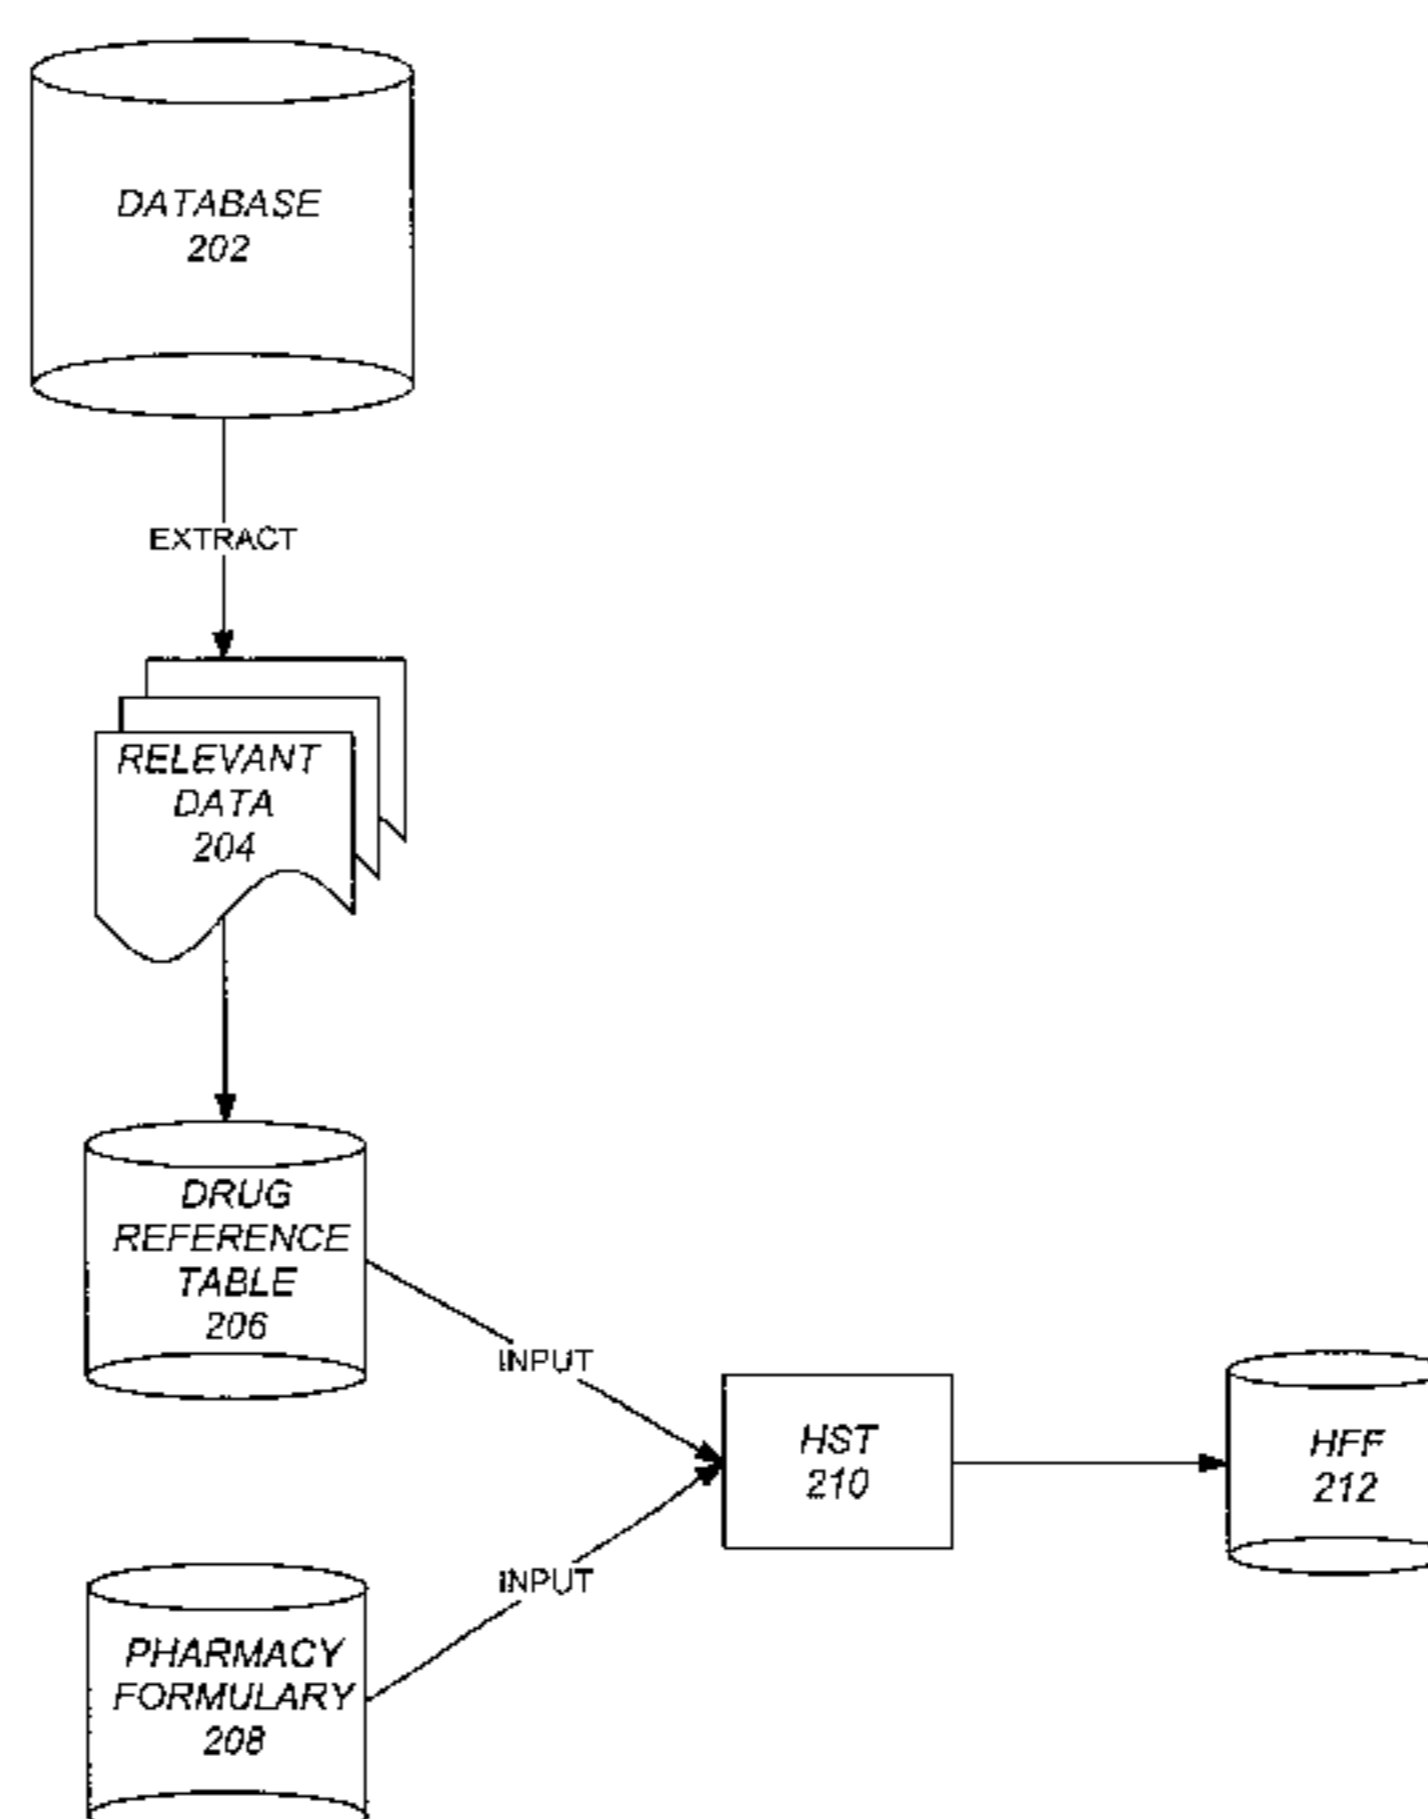 DATABASE
202
EXTRACT
RELEVANT
DATA
204
DRUG
REFERENCE
TABLE
206
INPUT
HST
210
HFF
212
INPUT
PHARMACY
FORMULARY
208